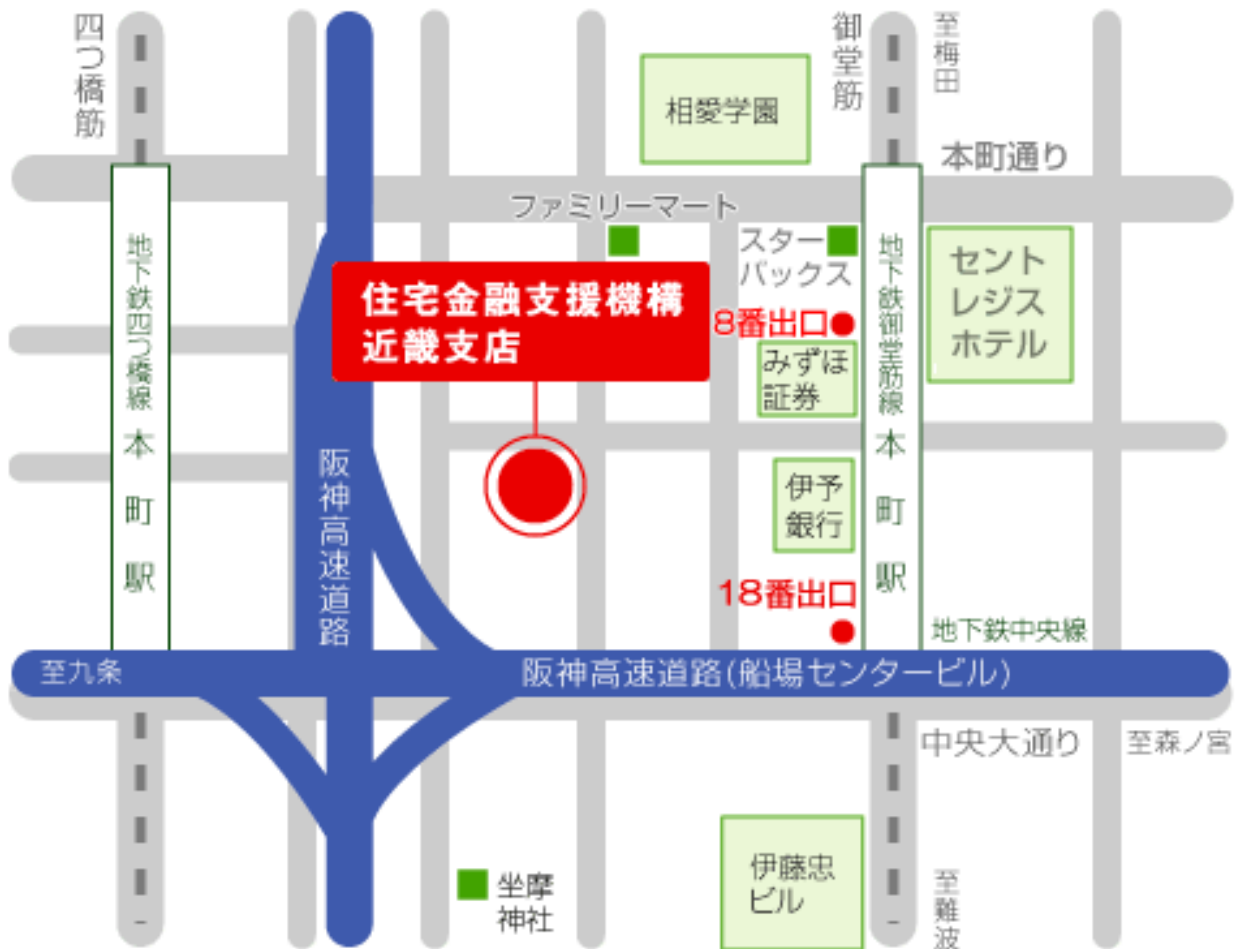 四つ橋筋
御堂筋
至梅田
相愛学園
本町通り
ファミリーマート
スター
バックス
セント
レジス
ホテル
地下鉄四つ橋線
本町駅
住宅金融支援機構
近畿支店
8番出口
みずほ
証券
地下鉄御堂筋線
本町駅
阪神高速道路
伊予
銀行
18番出口
地下鉄中央線
至九条
阪神高速道路(船場センタービル)
中央大通り
至森ノ宮
坐摩
神社
伊藤忠
ビル
至難波